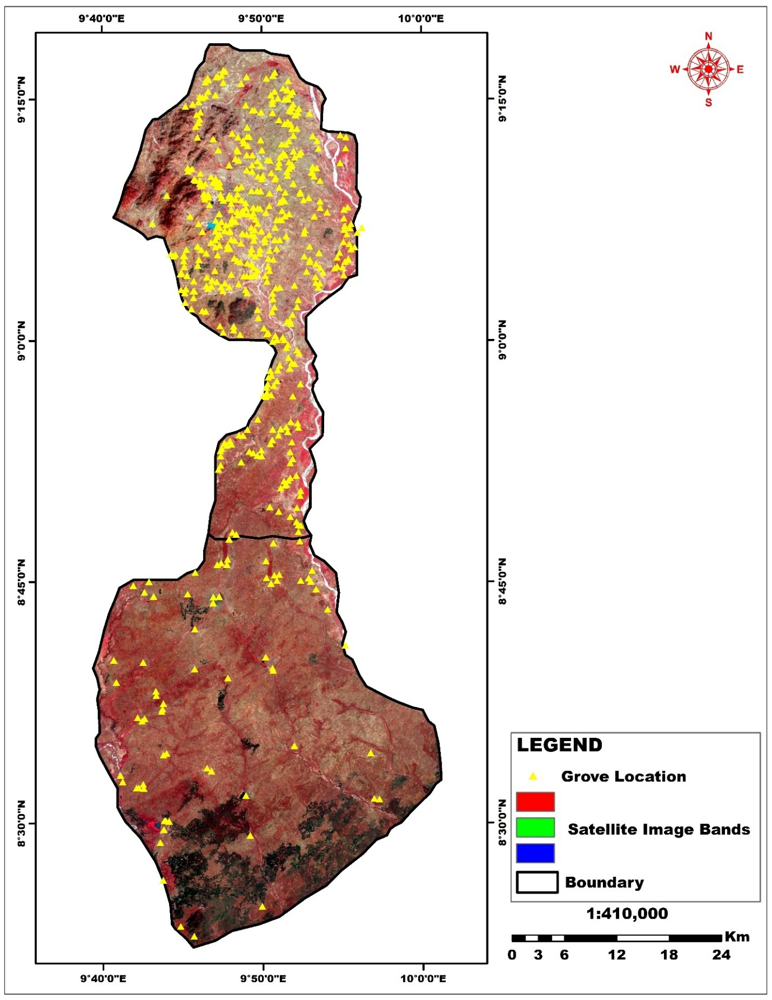 9°40'0"E 9°50'0"E 10°0'0"E
N
W E
S
9°15'0"N 9°15'0"N
9°0'0"N 9°0'0"N
8°45'0"N 8°45'0"N
8°30'0"N 8°30'0"N
LEGEND
Grove Location
Satellite Image Bands
Boundary
1:410,000
Km
0 3 6 12 18 24
9°40'0"E 9°50'0"E 10°0'0"E